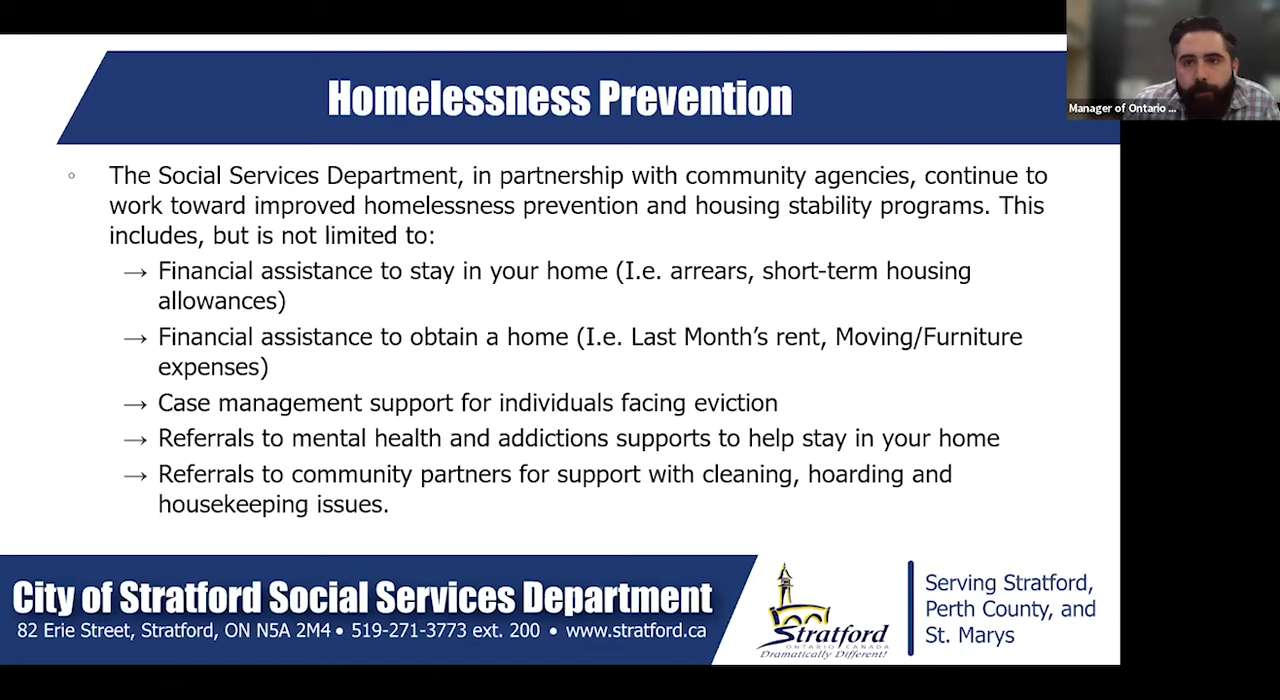 Homelessness Prevention
Manager of Ontario ...
◦ The Social Services Department, in partnership with community agencies, continue to
work toward improved homelessness prevention and housing stability programs. This
includes, but is not limited to:
→ Financial assistance to stay in your home (I.e. arrears, short-term housing
allowances)
→ Financial assistance to obtain a home (I.e. Last Month’s rent, Moving/Furniture
expenses)
→ Case management support for individuals facing eviction
→ Referrals to mental health and addictions supports to help stay in your home
→ Referrals to community partners for support with cleaning, hoarding and
housekeeping issues.
City of Stratford Social Services Department
82 Erie Street, Stratford, ON N5A 2M4 • 519-271-3773 ext. 200 • www.stratford.ca
Stratford
ONTARIO CANADA
Dramatically Different!
Serving Stratford,
Perth County, and
St. Marys